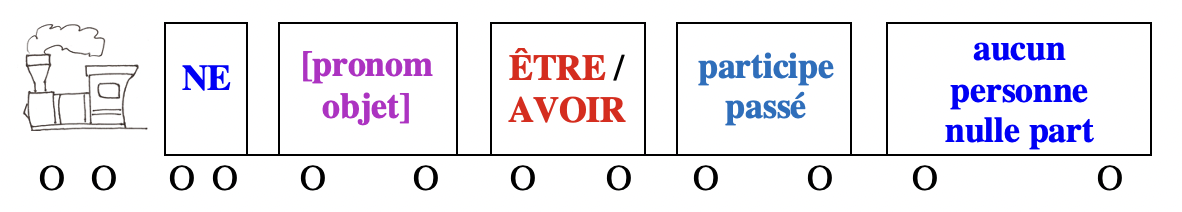 NE
[pronom
objet]
ÊTRE /
AVOIR
participe
passé
aucun
personne
nulle part
O O O O O O O O O O O O